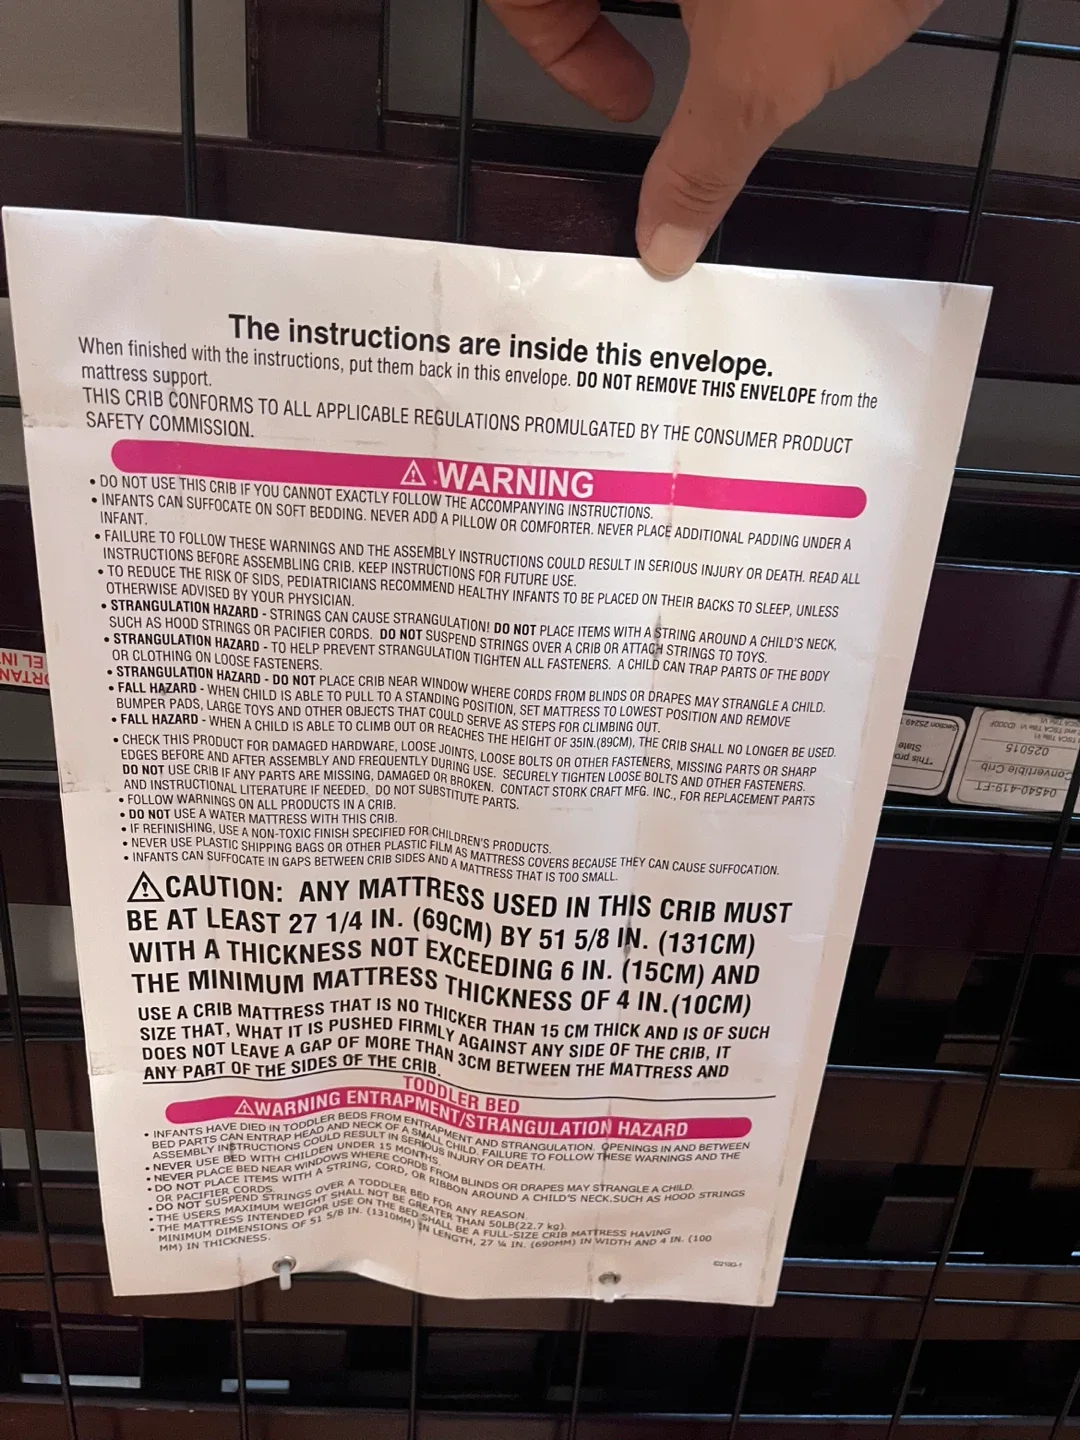 The instructions are inside this envelope.
When finished with the instructions, put them back in this envelope. DO NOT REMOVE THIS ENVELOPE from the
mattress support.
THIS CRIB CONFORMS TO ALL APPLICABLE REGULATIONS PROMULGATED BY THE CONSUMER PRODUCT
SAFETY COMMISSION.
⚠ WARNING
• DO NOT USE THIS CRIB IF YOU CANNOT EXACTLY FOLLOW THE ACCOMPANYING INSTRUCTIONS.
• INFANTS CAN SUFFOCATE ON SOFT BEDDING. NEVER ADD A PILLOW OR COMFORTER. NEVER PLACE ADDITIONAL PADDING UNDER A
INFANT.
• FAILURE TO FOLLOW THESE WARNINGS AND THE ASSEMBLY INSTRUCTIONS COULD RESULT IN SERIOUS INJURY OR DEATH. READ ALL
INSTRUCTIONS BEFORE ASSEMBLING CRIB. KEEP INSTRUCTIONS FOR FUTURE USE.
• TO REDUCE THE RISK OF SIDS, PEDIATRICIANS RECOMMEND HEALTHY INFANTS TO BE PLACED ON THEIR BACKS TO SLEEP, UNLESS
OTHERWISE ADVISED BY YOUR PHYSICIAN.
• STRANGULATION HAZARD - STRINGS CAN CAUSE STRANGULATION! DO NOT PLACE ITEMS WITH A STRING AROUND A CHILD'S NECK,
SUCH AS HOOD STRINGS OR PACIFIER CORDS. DO NOT SUSPEND STRINGS OVER A CRIB OR ATTACH STRINGS TO TOYS.
• STRANGULATION HAZARD - TO HELP PREVENT STRANGULATION TIGHTEN ALL FASTENERS. A CHILD CAN TRAP PARTS OF THE BODY
OR CLOTHING ON LOOSE FASTENERS.
• STRANGULATION HAZARD - DO NOT PLACE CRIB NEAR WINDOW WHERE CORDS FROM BLINDS OR DRAPES MAY STRANGLE A CHILD.
• FALL HAZARD - WHEN CHILD IS ABLE TO PULL TO A STANDING POSITION, SET MATTRESS TO LOWEST POSITION AND REMOVE
BUMPER PADS, LARGE TOYS AND OTHER OBJECTS THAT COULD SERVE AS STEPS FOR CLIMBING OUT.
• FALL HAZARD - WHEN A CHILD IS ABLE TO CLIMB OUT OR REACHES THE HEIGHT OF 35IN.(89CM), THE CRIB SHALL NO LONGER BE USED.
• CHECK THIS PRODUCT FOR DAMAGED HARDWARE, LOOSE JOINTS, LOOSE BOLTS OR OTHER FASTENERS, MISSING PARTS OR SHARP
EDGES BEFORE AND AFTER ASSEMBLY AND FREQUENTLY DURING USE. SECURELY TIGHTEN LOOSE BOLTS AND OTHER FASTENERS.
DO NOT USE CRIB IF ANY PARTS ARE MISSING, DAMAGED OR BROKEN. CONTACT STORK CRAFT MFG. INC., FOR REPLACEMENT PARTS
AND INSTRUCTIONAL LITERATURE IF NEEDED. DO NOT SUBSTITUTE PARTS.
• FOLLOW WARNINGS ON ALL PRODUCTS IN A CRIB.
• DO NOT USE A WATER MATTRESS WITH THIS CRIB.
• IF REFINISHING, USE A NON-TOXIC FINISH SPECIFIED FOR CHILDREN'S PRODUCTS.
• NEVER USE PLASTIC SHIPPING BAGS OR OTHER PLASTIC FILM AS MATTRESS COVERS BECAUSE THEY CAN CAUSE SUFFOCATION.
• INFANTS CAN SUFFOCATE IN GAPS BETWEEN CRIB SIDES AND A MATTRESS THAT IS TOO SMALL.
⚠CAUTION: ANY MATTRESS USED IN THIS CRIB MUST
BE AT LEAST 27 1/4 IN. (69CM) BY 51 5/8 IN. (131CM)
WITH A THICKNESS NOT EXCEEDING 6 IN. (15CM) AND
THE MINIMUM MATTRESS THICKNESS OF 4 IN.(10CM)
USE A CRIB MATTRESS THAT IS NO THICKER THAN 15 CM THICK AND IS OF SUCH
SIZE THAT, WHAT IT IS PUSHED FIRMLY AGAINST ANY SIDE OF THE CRIB, IT
DOES NOT LEAVE A GAP OF MORE THAN 3CM BETWEEN THE MATTRESS AND
ANY PART OF THE SIDES OF THE CRIB.
TODDLER BED
⚠WARNING ENTRAPMENT/STRANGULATION HAZARD
• INFANTS HAVE DIED IN TODDLER BEDS FROM ENTRAPMENT AND STRANGULATION. OPENINGS IN AND BETWEEN
BED PARTS CAN ENTRAP HEAD AND NECK OF A SMALL CHILD. FAILURE TO FOLLOW THESE WARNINGS AND THE
ASSEMBLY INSTRUCTIONS COULD RESULT IN SERIOUS INJURY OR DEATH.
• NEVER USE BED WITH CHILDEN UNDER 15 MONTHS.
• NEVER PLACE BED NEAR WINDOWS WHERE CORDS FROM BLINDS OR DRAPES MAY STRANGLE A CHILD.
• DO NOT PLACE ITEMS WITH A STRING, CORD, OR RIBBON AROUND A CHILD'S NECK.SUCH AS HOOD STRINGS
OR PACIFIER CORDS.
• DO NOT SUSPEND STRINGS OVER A TODDLER BED FOR ANY REASON.
• THE USERS MAXIMUM WEIGHT SHALL NOT BE GREATER THAN 50LB(22.7 kg).
• THE MATTRESS INTENDED FOR USE ON THE BED SHALL BE A FULL-SIZE CRIB MATTRESS HAVING
MINIMUM DIMENSIONS OF 51 5/8 IN. (1310MM) IN LENGTH, 27 ¼ IN. (690MM) IN WIDTH AND 4 IN. (100
MM) IN THICKNESS.
04540-419-FT
Convertible Crib
025015
*This prod
State
Section 25249